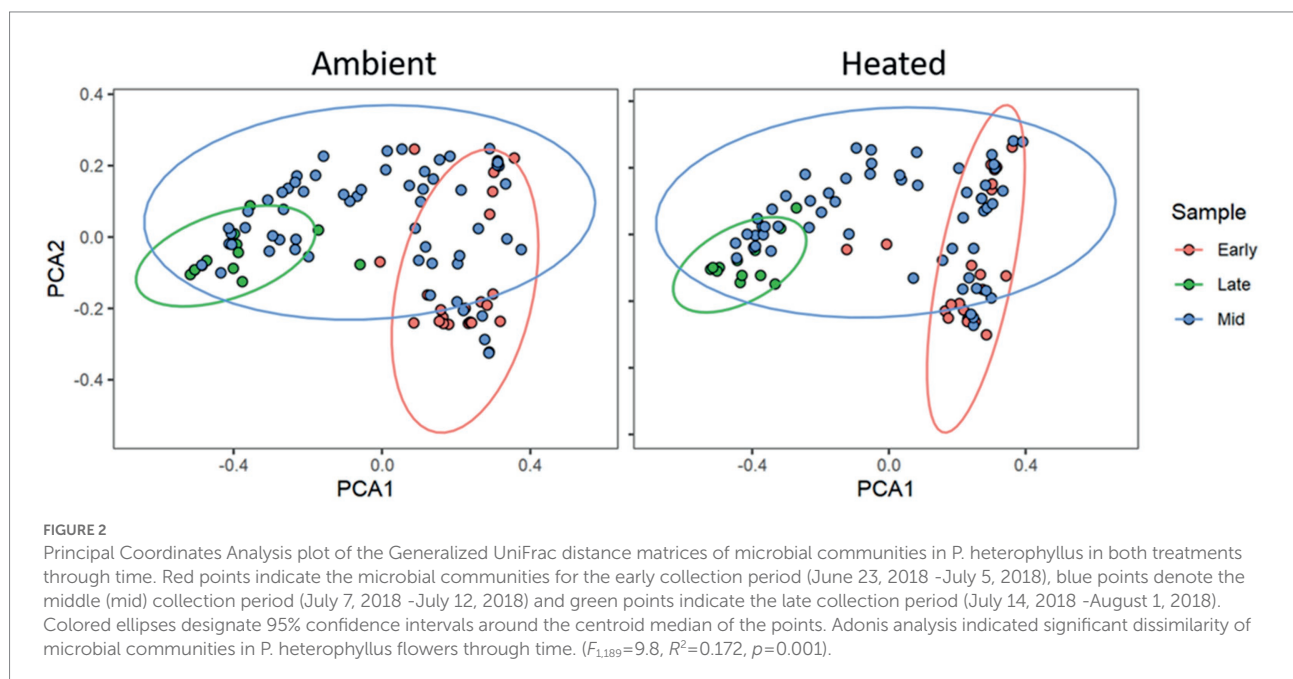 Ambient
Heated
0.4
0.2
0.0
-0.2
-0.4
PCA2
-0.4 0.0 0.4
PCA1
-0.4 0.0 0.4
PCA1
Sample
Early
Late
Mid
FIGURE 2
Principal Coordinates Analysis plot of the Generalized UniFrac distance matrices of microbial communities in P. heterophyllus in both treatments
through time. Red points indicate the microbial communities for the early collection period (June 23, 2018 -July 5, 2018), blue points denote the
middle (mid) collection period (July 7, 2018 -July 12, 2018) and green points indicate the late collection period (July 14, 2018 -August 1, 2018).
Colored ellipses designate 95% confidence intervals around the centroid median of the points. Adonis analysis indicated significant dissimilarity of
microbial communities in P. heterophyllus flowers through time. (F1,189=9.8, R²=0.172, p=0.001).